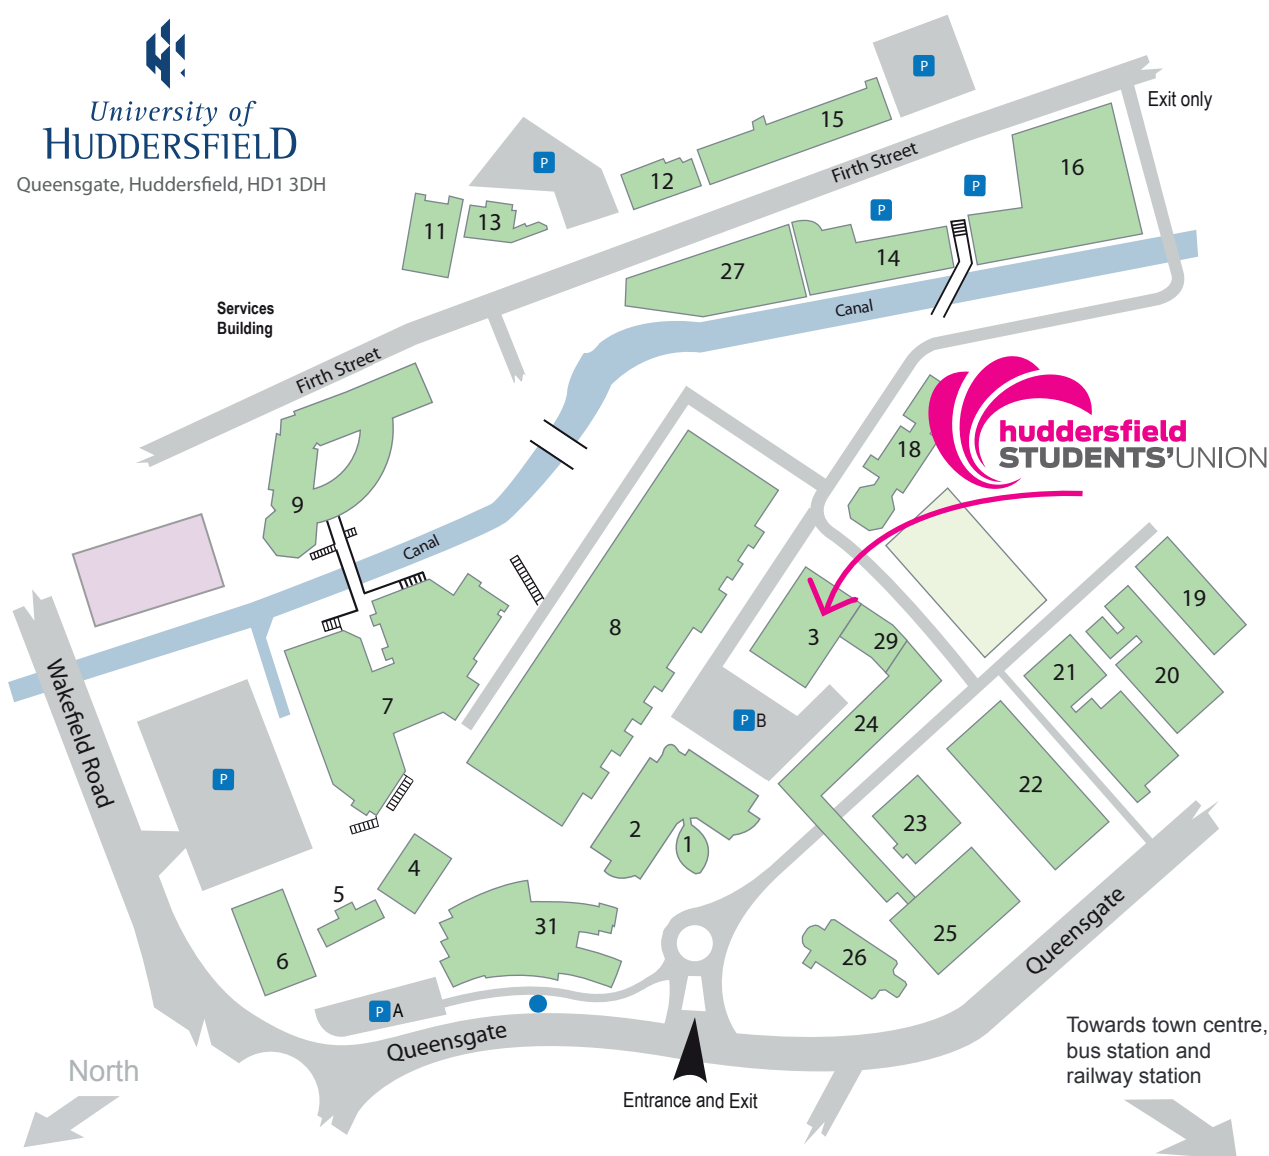 University of
HUDDERSFIELD
Queensgate, Huddersfield, HD1 3DH
P
Exit only
15
P
12
Firth Street
16
P
P
11
13
27
14
Services
Building
Canal
Firth Street
huddersfield
STUDENTS'UNION
18
9
Canal
19
8
3
29
21
20
Wakefield Road
7
P B
24
P
22
23
2
1
4
5
31
25
6
26
Queensgate
P A
Queensgate
Towards town centre,
bus station and
railway station
North
Entrance and Exit